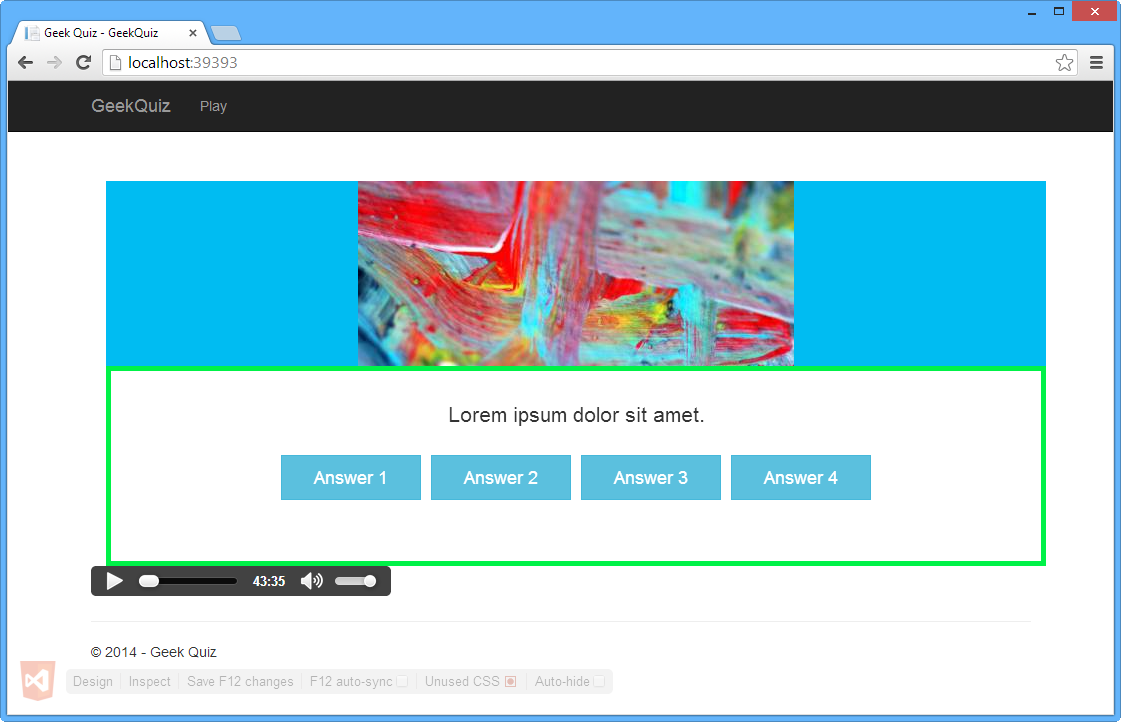 Geek Quiz - GeekQuiz
localhost:39393
GeekQuiz Play
Lorem ipsum dolor sit amet.
Answer 1 Answer 2 Answer 3 Answer 4
43:35
© 2014 - Geek Quiz
Design Inspect Save F12 changes F12 auto-sync Unused CSS Auto-hide